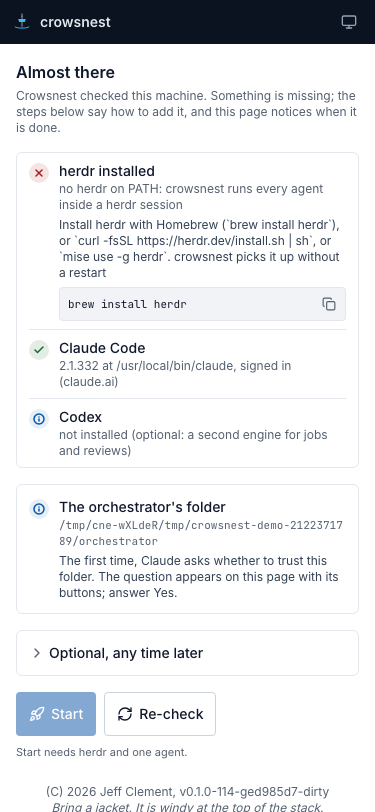 crowsnest
Almost there
Crowsnest checked this machine. Something is missing; the
steps below say how to add it, and this page notices when it
is done.
herdr installed
no herdr on PATH: crowsnest runs every agent
inside a herdr session
Install herdr with Homebrew (`brew install herdr`),
or `curl -fsSL https://herdr.dev/install.sh | sh`, or
`mise use -g herdr`. crowsnest picks it up without
a restart
brew install herdr
Claude Code
2.1.332 at /usr/local/bin/claude, signed in
(claude.ai)
Codex
not installed (optional: a second engine for jobs
and reviews)
The orchestrator's folder
/tmp/cne-wXLdeR/tmp/crowsnest-demo-21223717
89/orchestrator
The first time, Claude asks whether to trust this
folder. The question appears on this page with its
buttons; answer Yes.
Optional, any time later
Start
Re-check
Start needs herdr and one agent.
(C) 2026 Jeff Clement, v0.1.0-114-ged985d7-dirty
Bring a jacket. It is windy at the top of the stack.